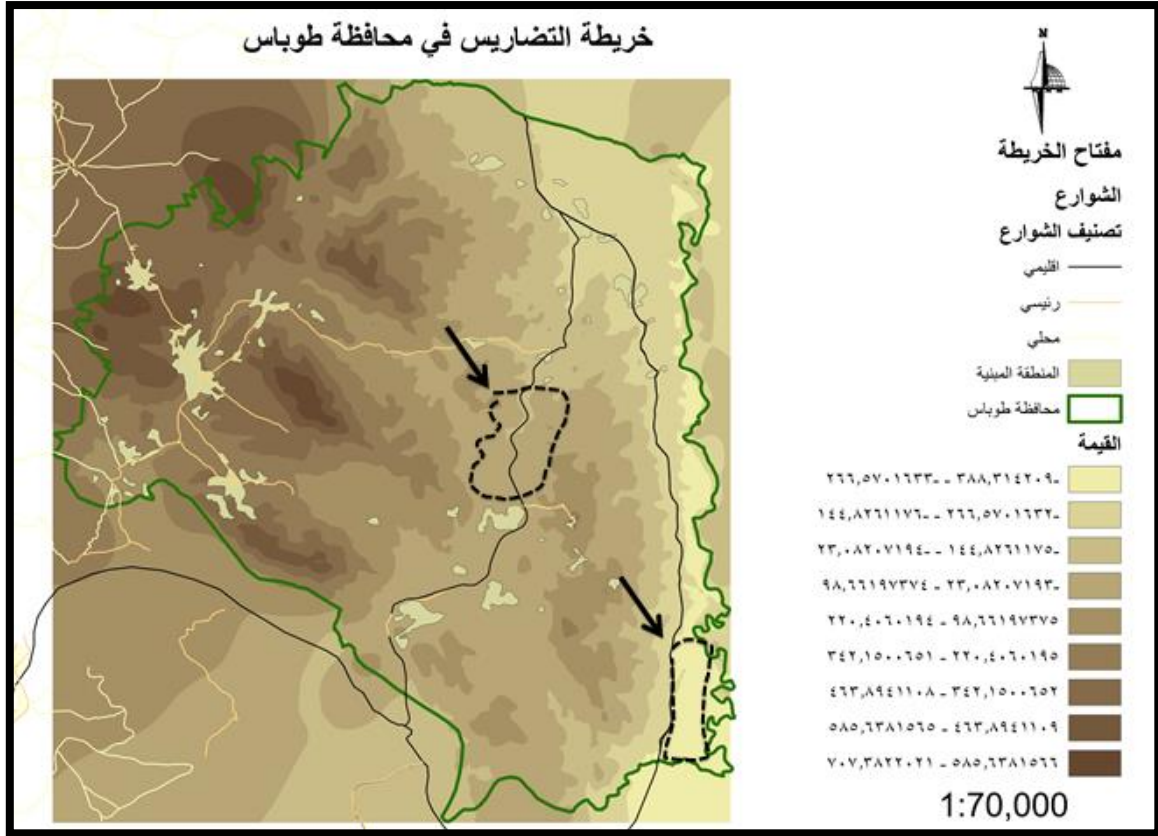 خريطة التضاريس في محافظة طوباس
N
مفتاح الخريطة
الشوارع
تصنيف الشوارع
اقليمي
رئيسي
محلي
المنطقة المبنية
محافظة طوباس
القيمة
-٣٨٨,٣١٤٢٠٩ - -٢٦٦,٥٧٠١٦٣٣
-٢٦٦,٥٧٠١٦٣٢ - -١٤٤,٨٢٦١١٧٦
-١٤٤,٨٢٦١١٧٥ - -٢٣,٠٨٢٠٧١٩٤
-٢٣,٠٨٢٠٧١٩٣ - ٩٨,٦٦١٩٧٣٧٤
٩٨,٦٦١٩٧٣٧٥ - ٢٢٠,٤٠٦٠١٩٤
٢٢٠,٤٠٦٠١٩٥ - ٣٤٢,١٥٠٠٦٥١
٣٤٢,١٥٠٠٦٥٢ - ٤٦٣,٨٩٤١١٠٨
٤٦٣,٨٩٤١١٠٩ - ٥٨٥,٦٣٨١٥٦٥
٥٨٥,٦٣٨١٥٦٦ - ٧٠٧,٣٨٢٢٠٢١
1:70,000